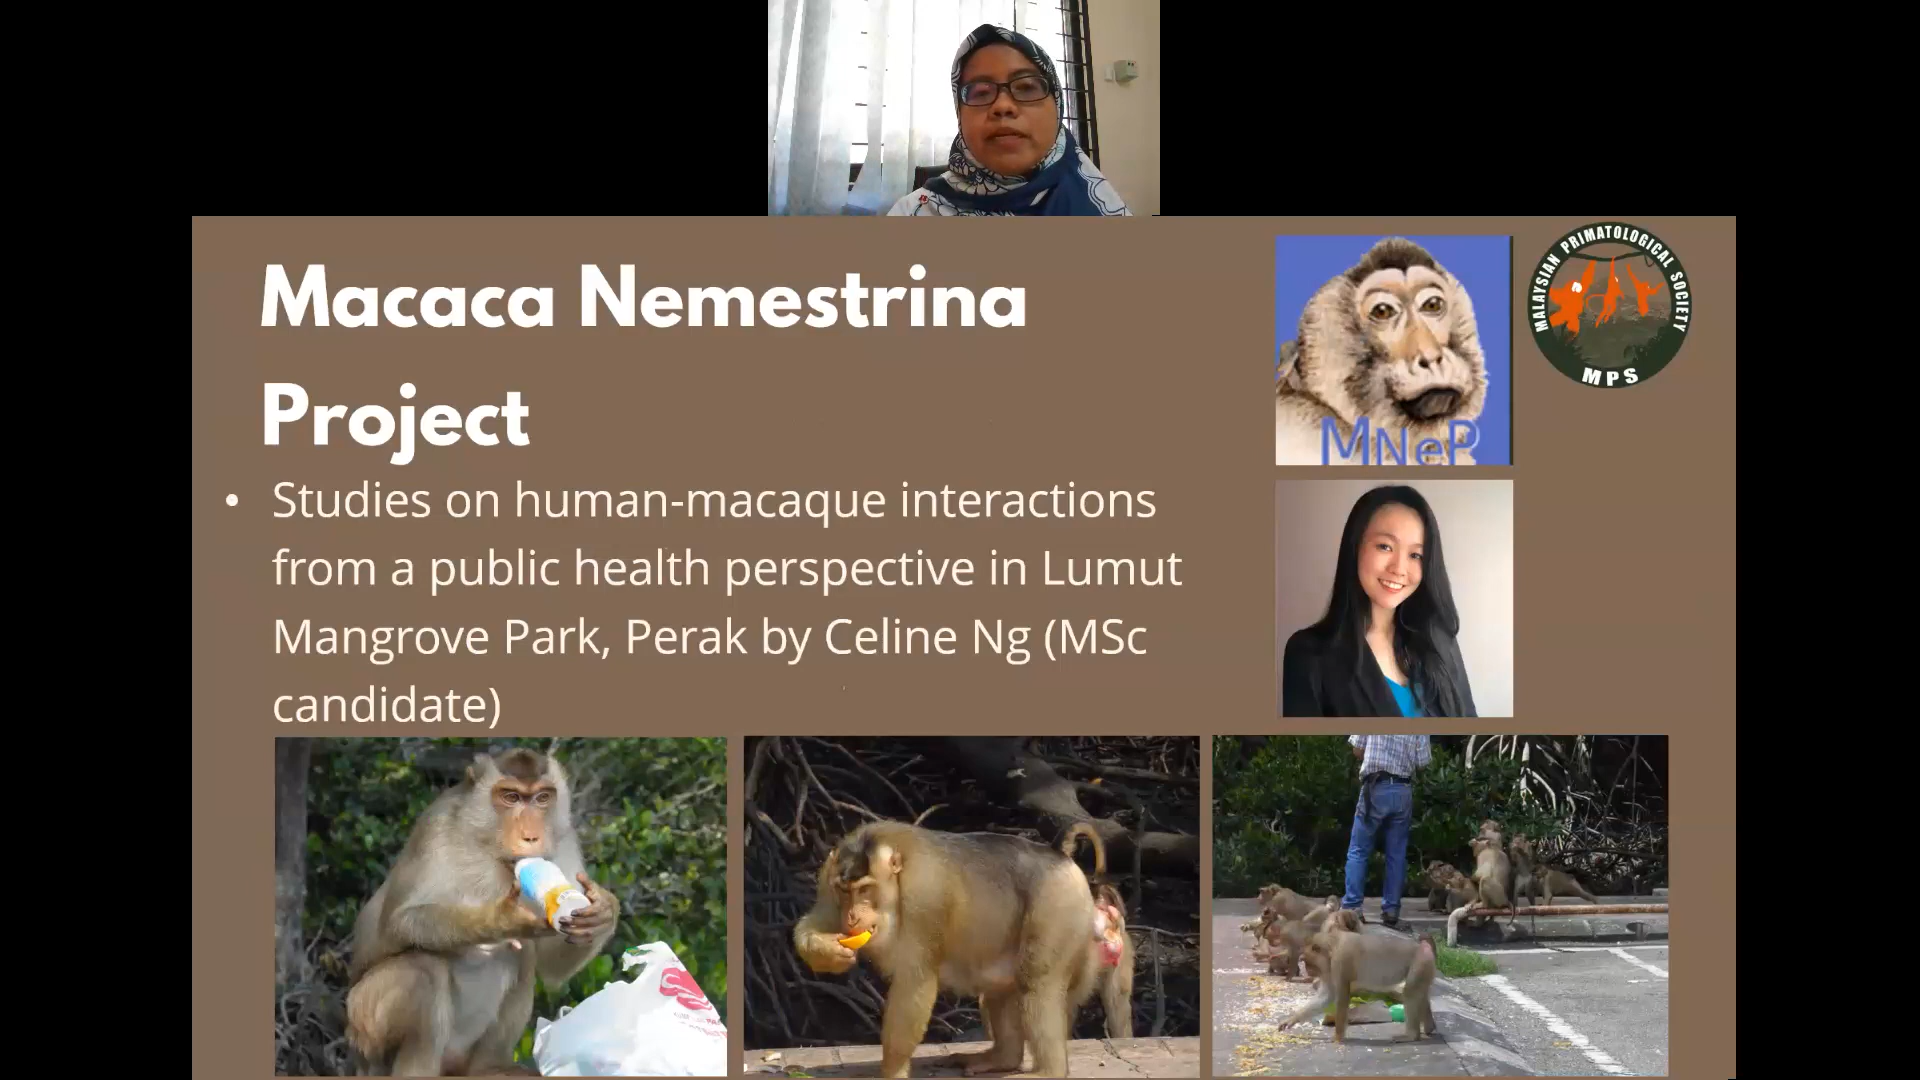 Macaca Nemestrina
Project
MALAYSIAN PRIMATOLOGICAL SOCIETY
MPS
MNeP
• Studies on human-macaque interactions
from a public health perspective in Lumut
Mangrove Park, Perak by Celine Ng (MSc
candidate)